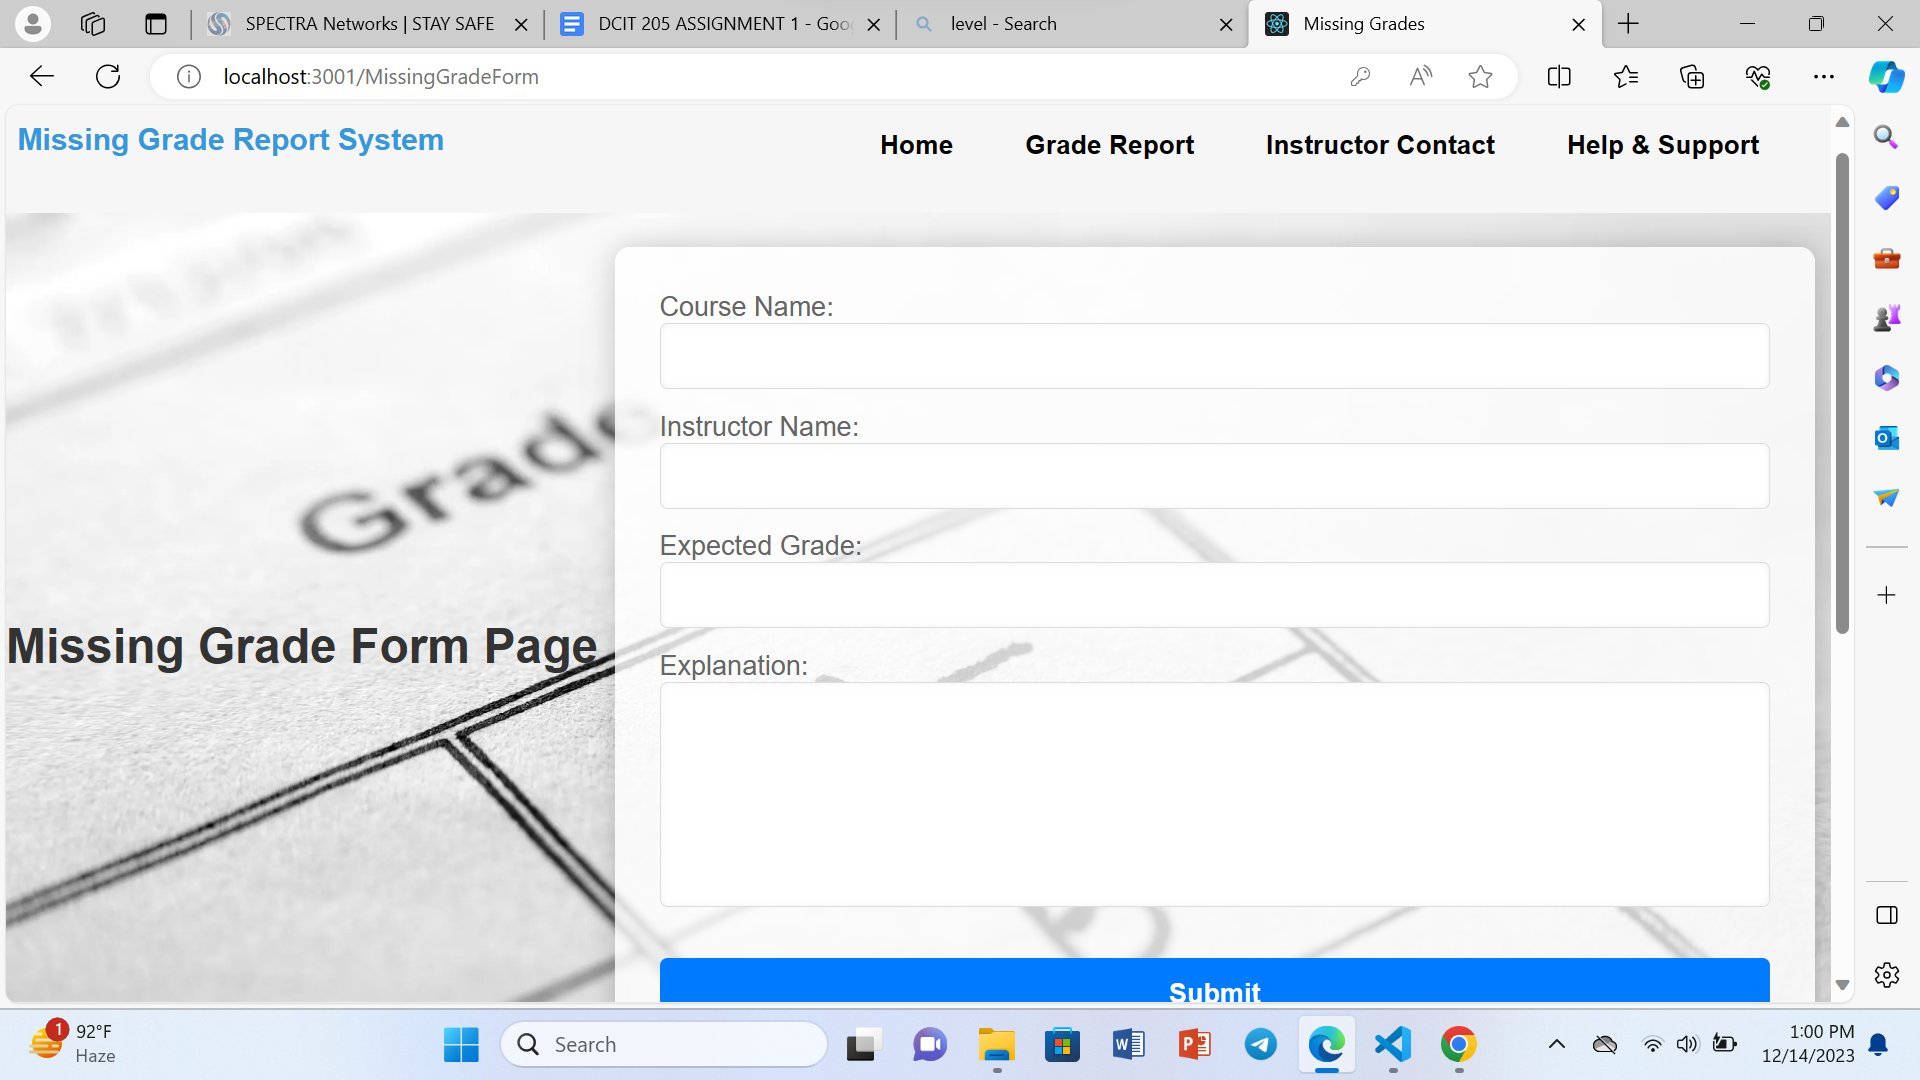 SPECTRA Networks | STAY SAFE
DCIT 205 ASSIGNMENT 1 - Goo
level - Search
Missing Grades
localhost:3001/MissingGradeForm
Missing Grade Report System
Home
Grade Report
Instructor Contact
Help & Support
Course Name:
Instructor Name:
Grade
Expected Grade:
Missing Grade Form Page
Explanation:
Submit
1
92°F
Haze
Search
1:00 PM
12/14/2023